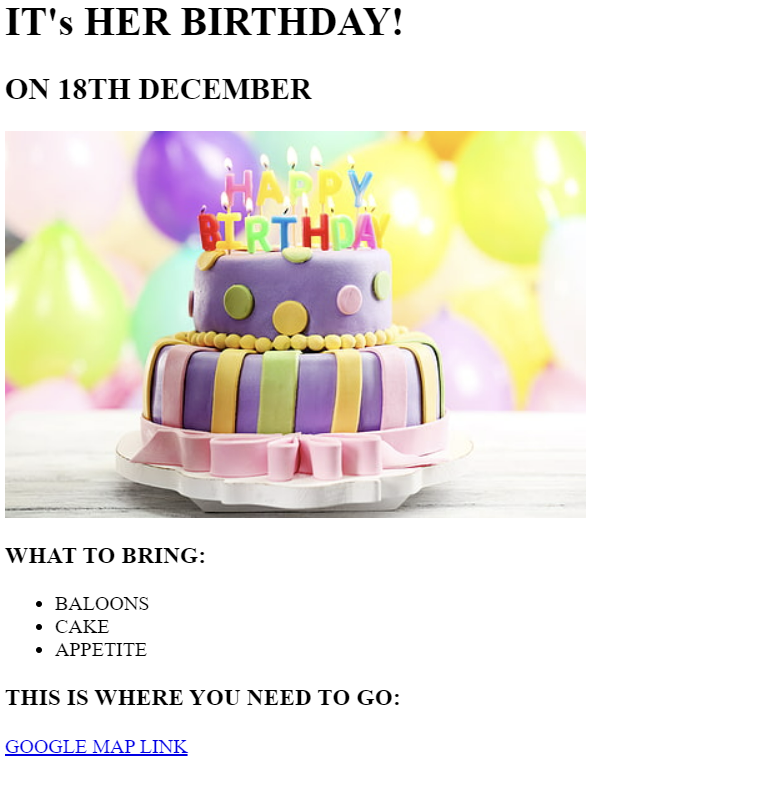 IT's HER BIRTHDAY!
ON 18TH DECEMBER
HAPPY
BIRTHDAY
WHAT TO BRING:
BALOONS
CAKE
APPETITE
THIS IS WHERE YOU NEED TO GO:
GOOGLE MAP LINK